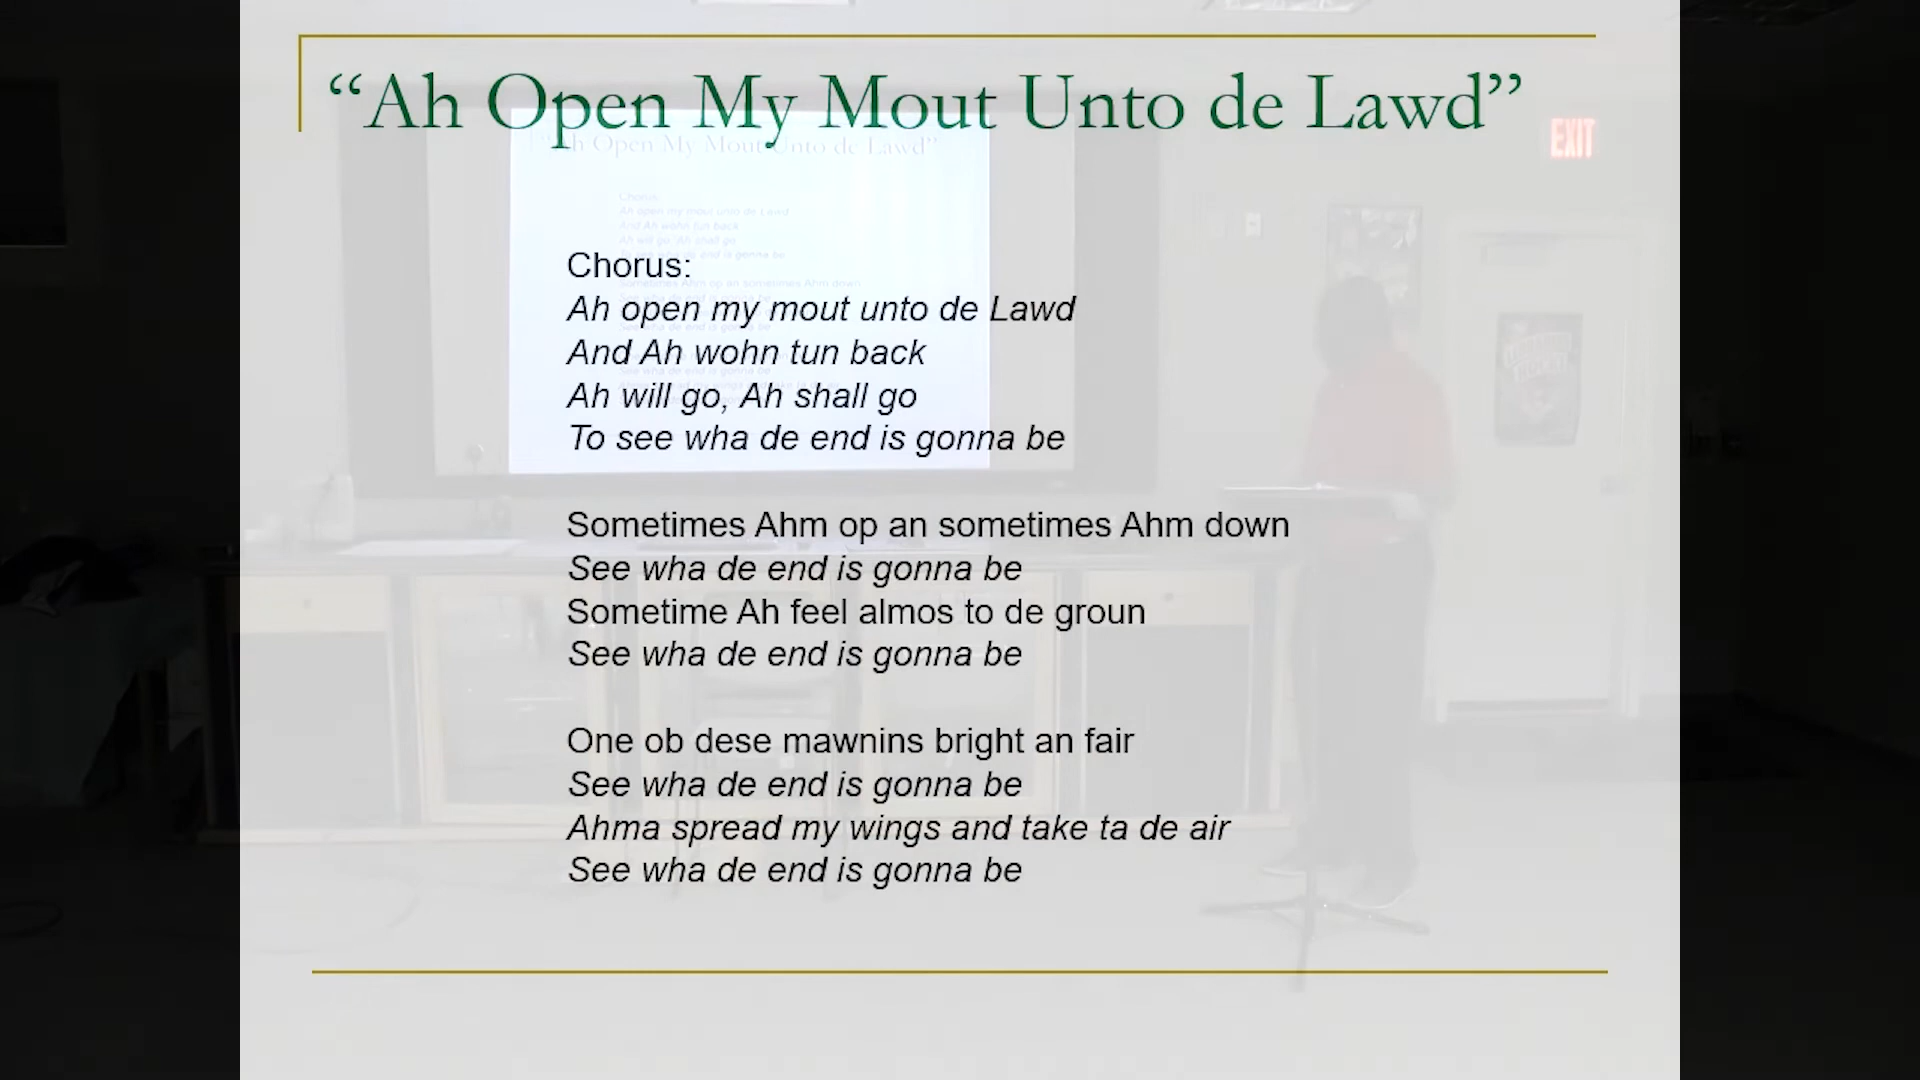 “Ah Open My Mout Unto de Lawd”
EXIT
Chorus:
Ah open my mout unto de Lawd
And Ah wohn tun back
Ah will go, Ah shall go
To see wha de end is gonna be
Sometimes Ahm op an sometimes Ahm down
See wha de end is gonna be
Sometime Ah feel almos to de groun
See wha de end is gonna be
One ob dese mawnins bright an fair
See wha de end is gonna be
Ahma spread my wings and take ta de air
See wha de end is gonna be